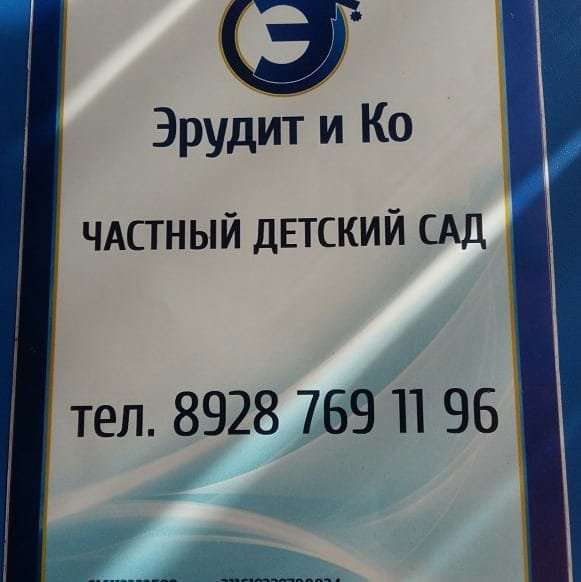 Э
Эрудит и Ко
ЧАСТНЫЙ ДЕТСКИЙ САД
тел. 8928 769 11 96